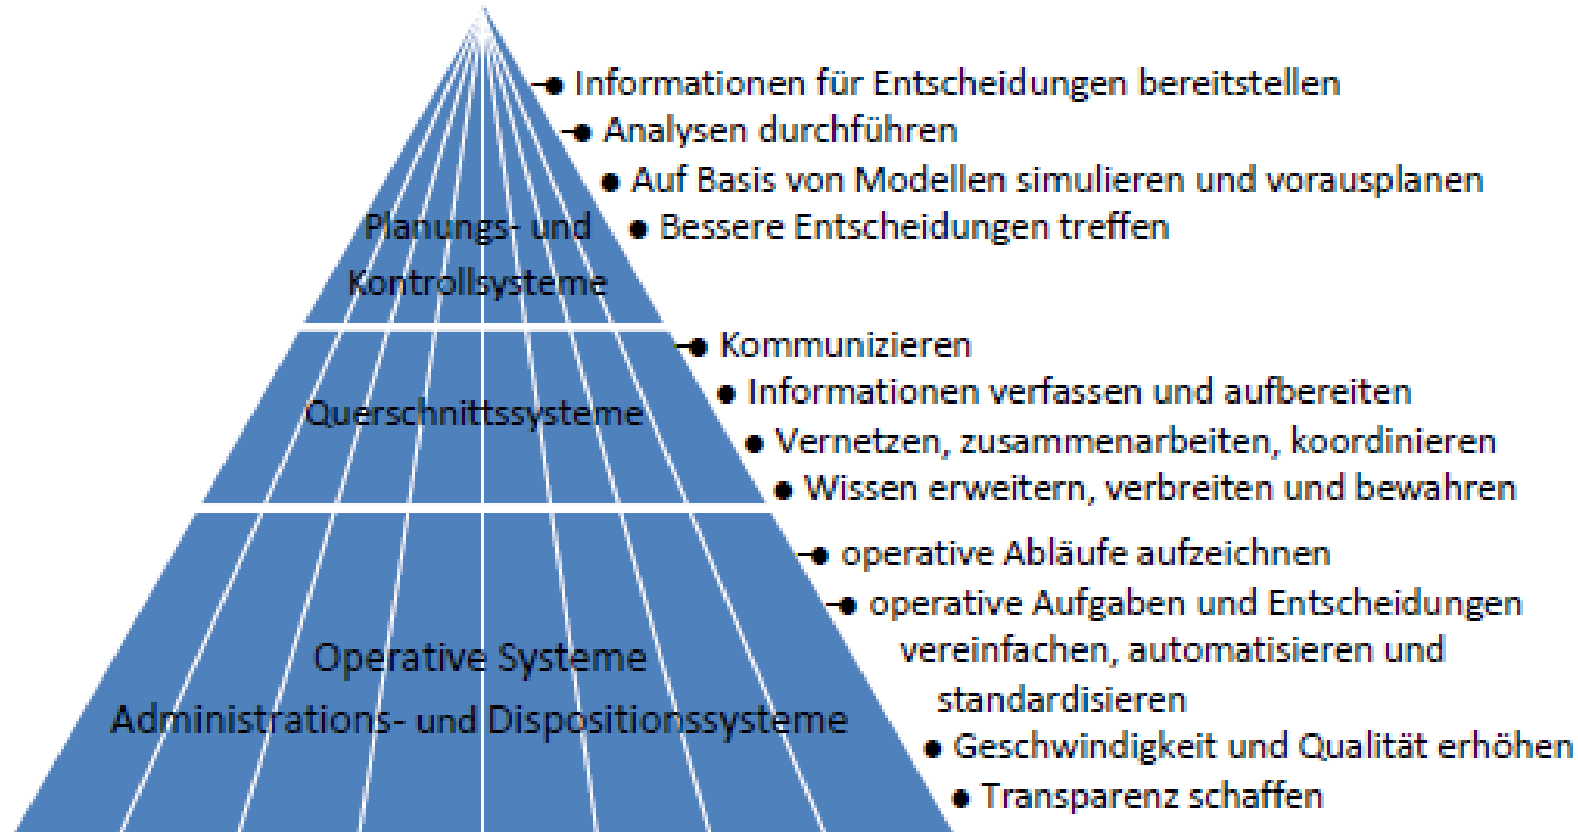 ● Informationen für Entscheidungen bereitstellen
● Analysen durchführen
● Auf Basis von Modellen simulieren und vorausplanen
Planungs- und
● Bessere Entscheidungen treffen
Kontrollsysteme
● Kommunizieren
● Informationen verfassen und aufbereiten
Querschnittssysteme
● Vernetzen, zusammenarbeiten, koordinieren
● Wissen erweitern, verbreiten und bewahren
● operative Abläufe aufzeichnen
● operative Aufgaben und Entscheidungen
vereinfachen, automatisieren und
standardisieren
Operative Systeme
Administrations- und Dispositionssysteme
● Geschwindigkeit und Qualität erhöhen
● Transparenz schaffen